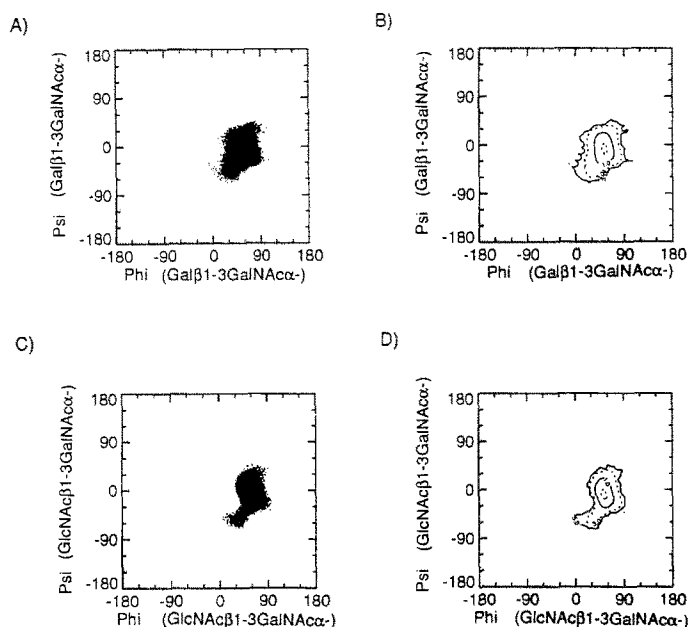 A)
Psi (Galβ1-3GalNAcα-)
180
90
0
-90
-180
-180 -90 0 90 180
Phi (Galβ1-3GalNAcα-)
B)
Psi (Galβ1-3GalNAcα-)
180
90
0
-90
-180
-180 -90 0 90 180
Phi (Galβ1-3GalNAcα-)
C)
Psi (GlcNAcβ1-3GalNAcα-)
180
90
0
-90
-180
-180 -90 0 90 180
Phi (GlcNAcβ1-3GalNAcα-)
D)
Psi (GlcNAcβ1-3GalNAcα-)
180
90
0
-90
-180
-180 -90 0 90 180
Phi (GlcNAcβ1-3GalNAcα-)